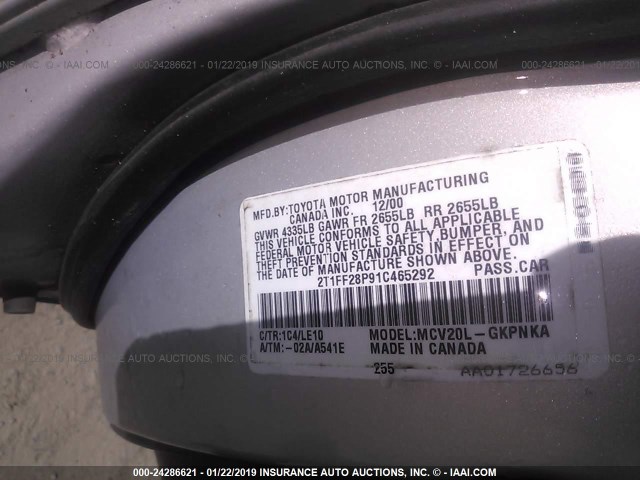 000-24286621 - 01/22/2019 INSURANCE AUTO AUCTIONS, INC. - © IAAI.COM
MFD.BY:TOYOTA MOTOR MANUFACTURING
CANADA INC. 12/00
GVWR 4335LB GAWR FR 2655LB RR 2655LB
THIS VEHICLE CONFORMS TO ALL APPLICABLE
FEDERAL MOTOR VEHICLE SAFETY, BUMPER, AND
THEFT PREVENTION STANDARDS IN EFFECT ON
THE DATE OF MANUFACTURE SHOWN ABOVE.
2T1FF28P91C465292 PASS.CAR
C/TR:1C4/LE10 MODEL:MCV20L-GKPNKA
A/TM:-02A/A541E MADE IN CANADA
255 AA01726656
000-24286621 - 01/22/2019 INSURANCE AUTO AUCTIONS, INC. - © IAAI.COM